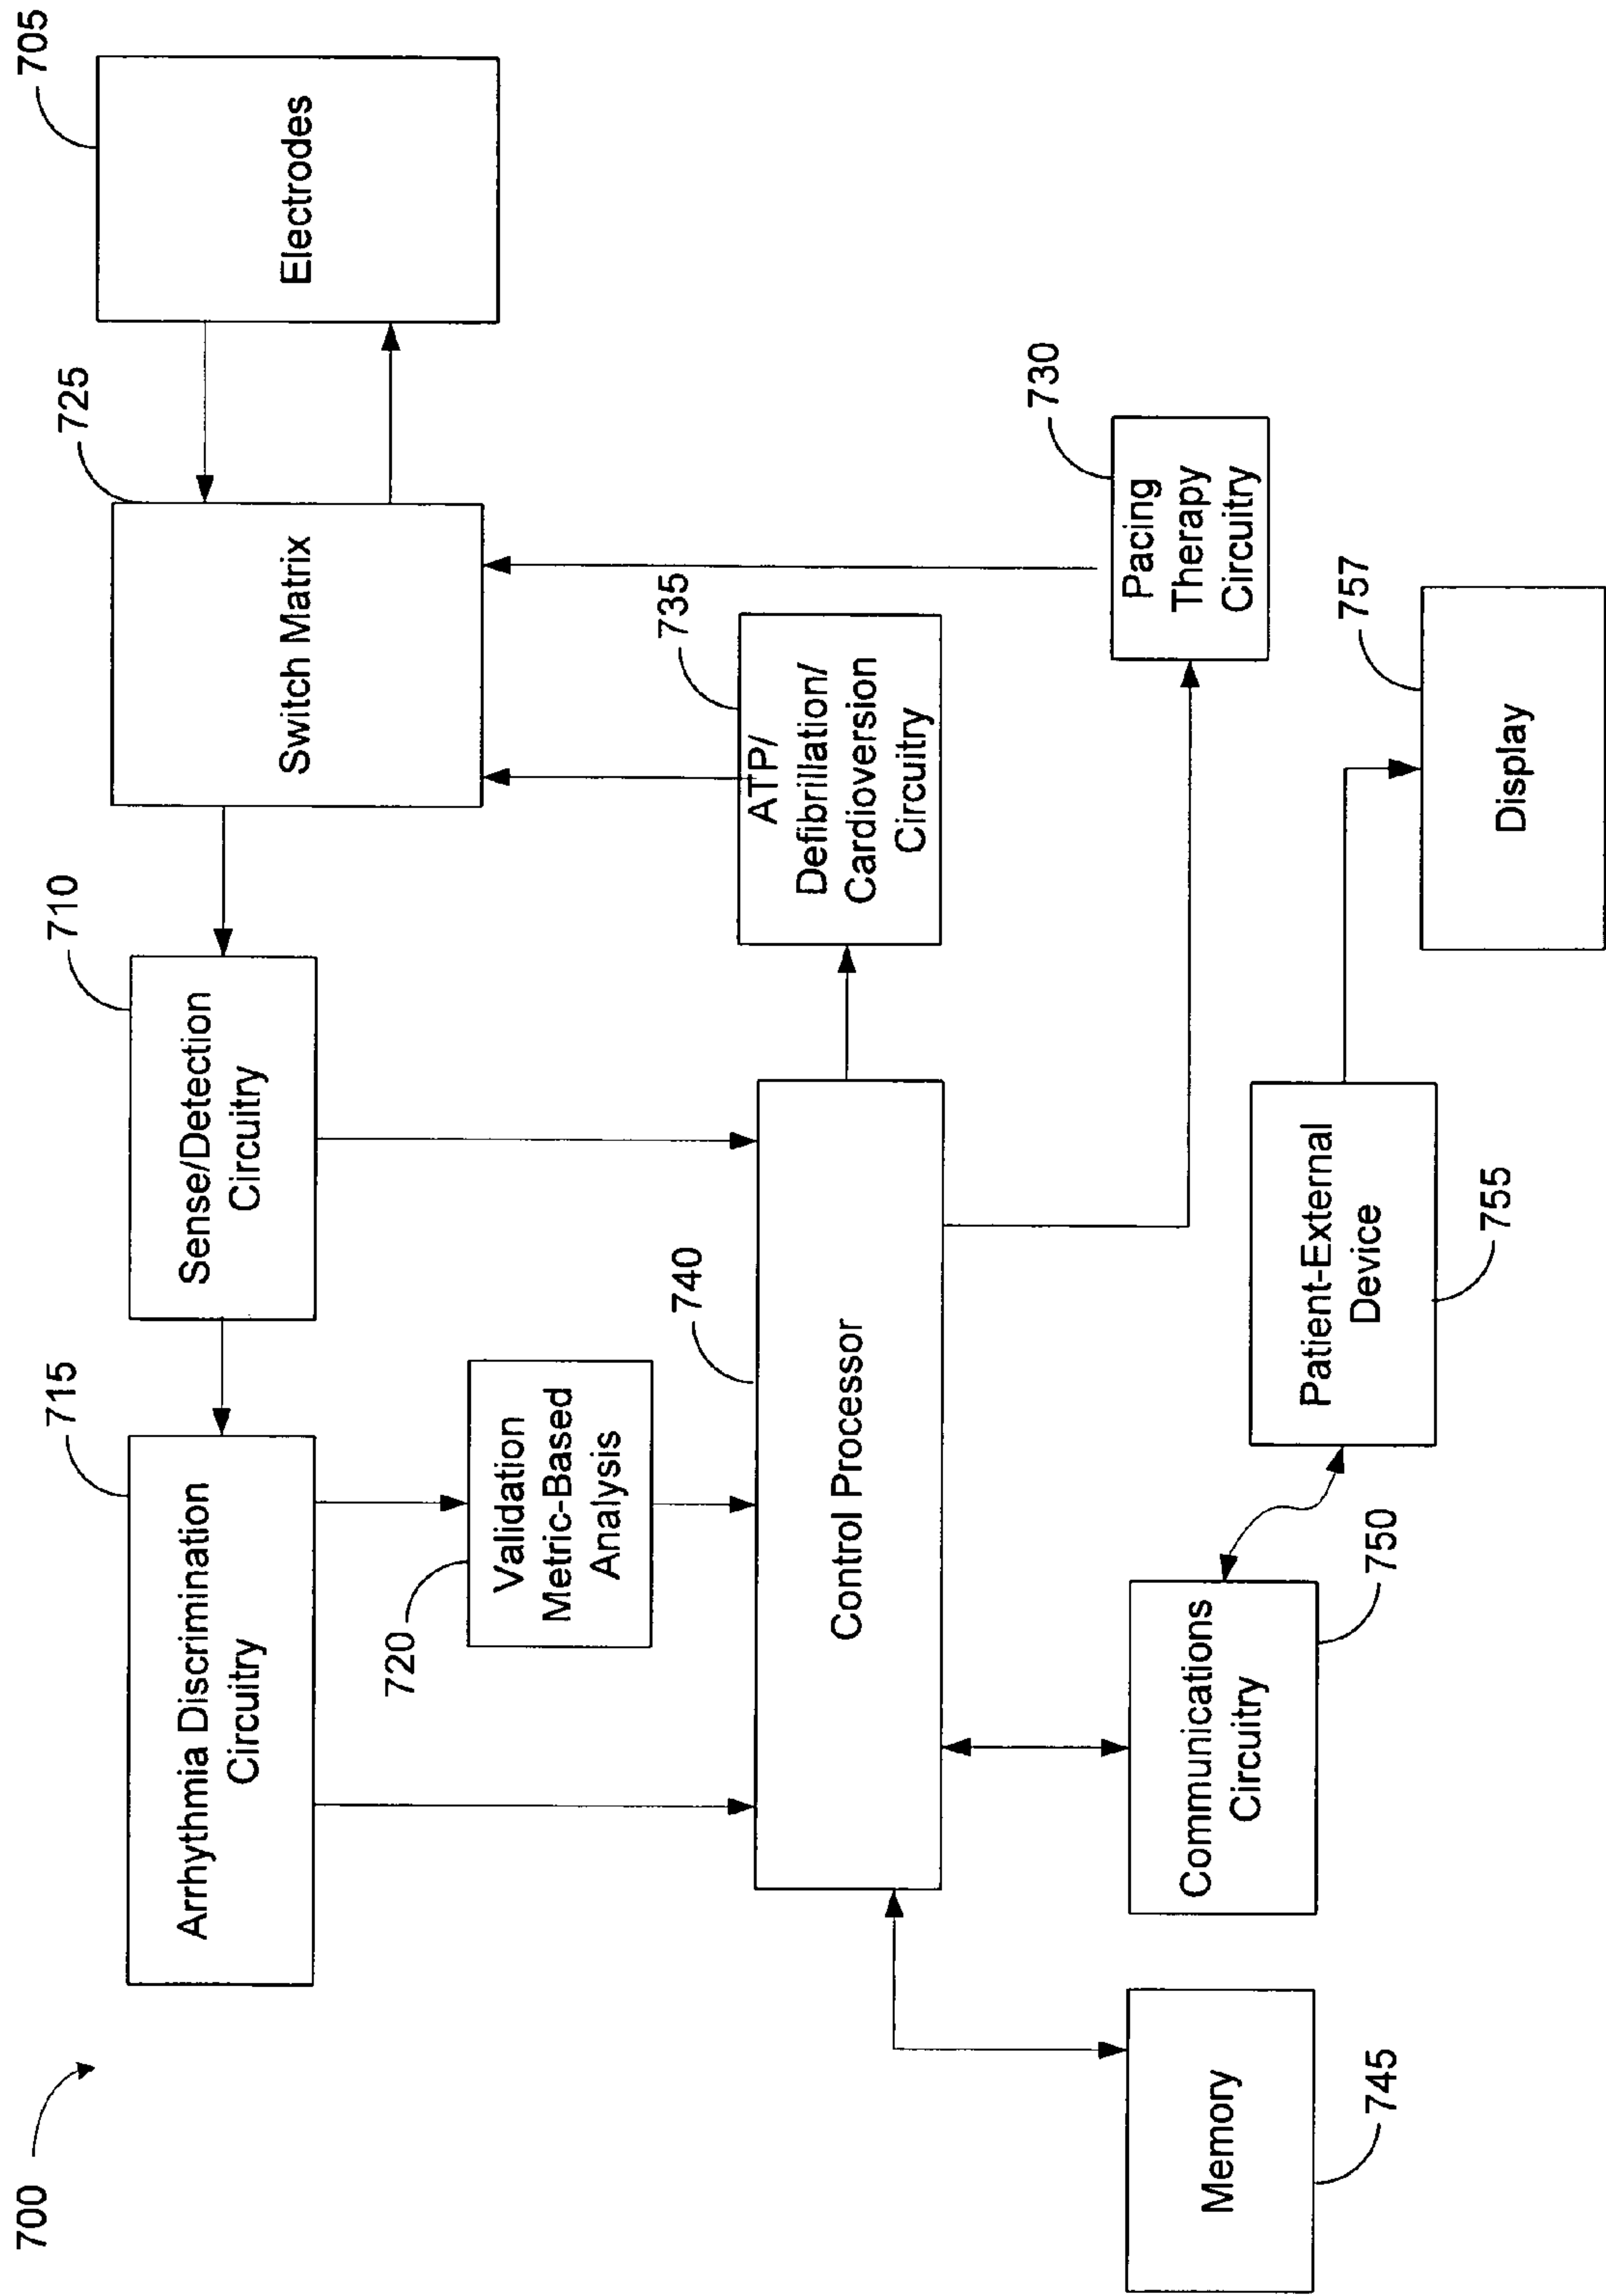 700
715
Arrhythmia Discrimination
Circuitry
710
Sense/Detection
Circuitry
725
Switch Matrix
705
Electrodes
720
Validation
Metric-Based
Analysis
735
ATP/
Defibrillation/
Cardioversion
Circuitry
740
Control Processor
730
Pacing
Therapy
Circuitry
Memory
745
Communications
Circuitry
750
Patient-External
Device
755
757
Display